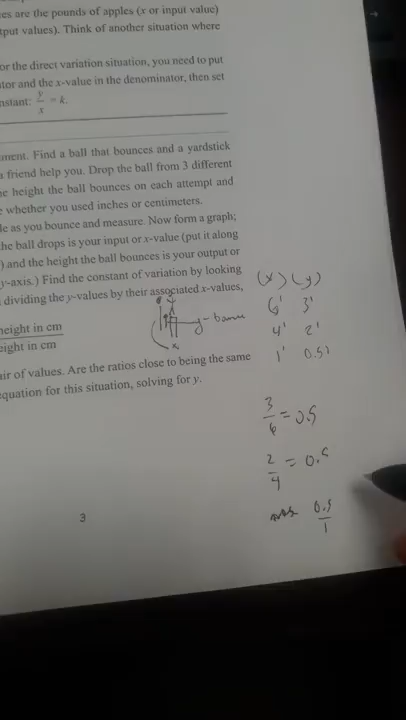 es are the pounds of apples (x or input value)
tput values). Think of another situation where
or the direct variation situation, you need to put
ator and the x-value in the denominator, then set
nstant: y/x = k.
ment. Find a ball that bounces and a yardstick
a friend help you. Drop the ball from 3 different
he height the ball bounces on each attempt and
e whether you used inches or centimeters.
le as you bounce and measure. Now form a graph;
the ball drops is your input or x-value (put it along
) and the height the ball bounces is your output or
y-axis.) Find the constant of variation by looking
dividing the y-values by their associated x-values,
height in cm
eight in cm
air of values. Are the ratios close to being the same
equation for this situation, solving for y.
(x) (y)
6' 3'
4' 2'
1' 0.5'
y - bounce
x
3/6 = 0.5
2/4 = 0.5
0.5/1
3